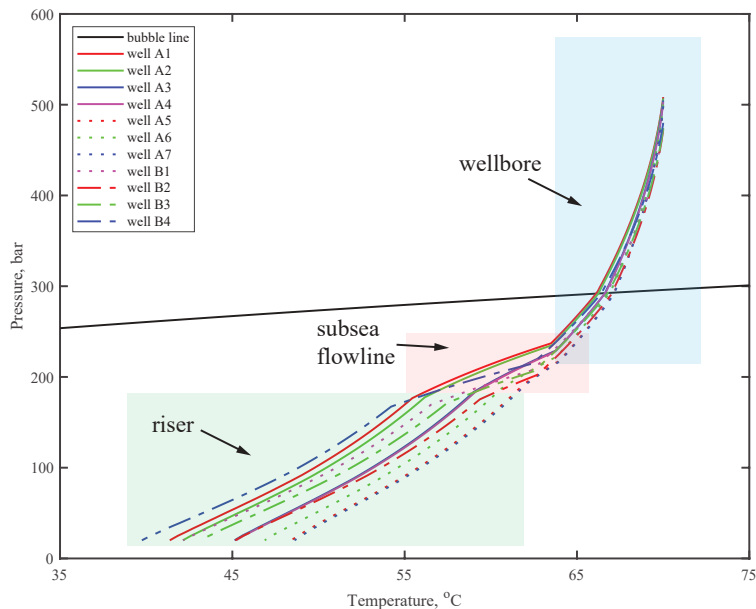 600
500
400
300
200
100
0
Pressure, bar
bubble line
well A1
well A2
well A3
well A4
well A5
well A6
well A7
well B1
well B2
well B3
well B4
wellbore
subsea
flowline
riser
35
45
55
65
75
Temperature, °C